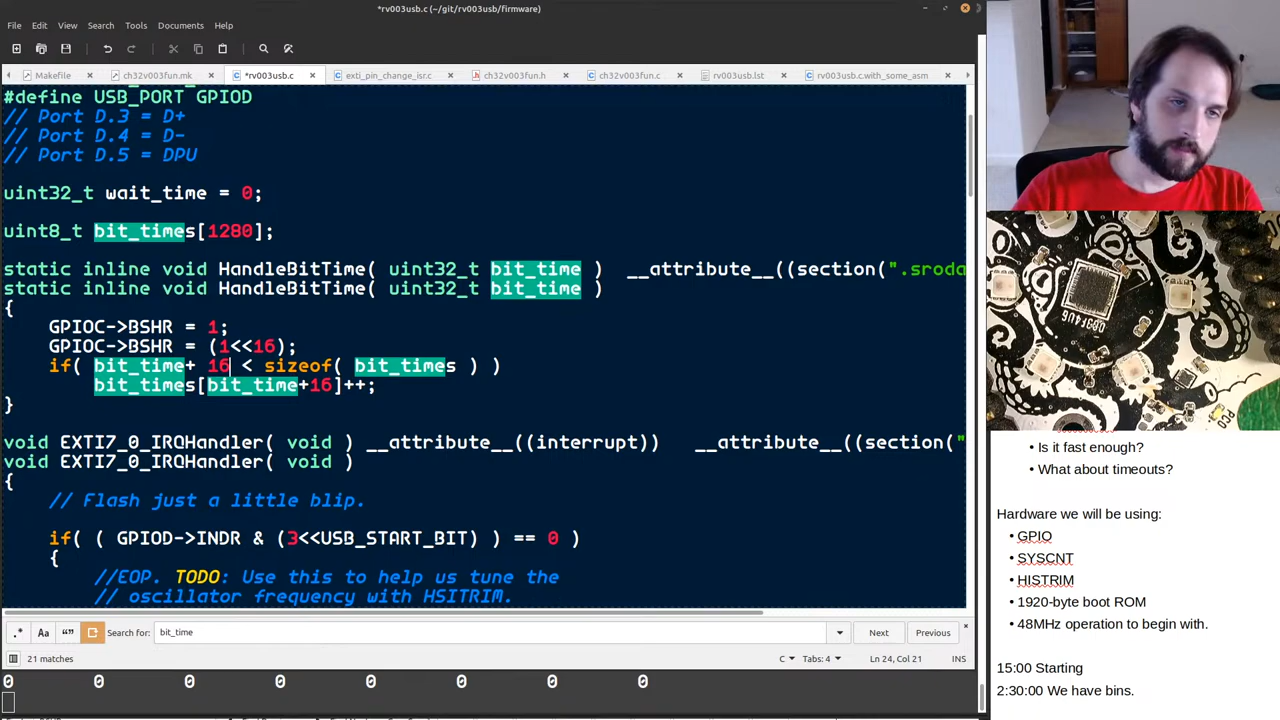 *rv003usb.c (~/git/rv003usb/firmware)
File Edit View Search Tools Documents Help
Makefile ch32v003fun.mk *rv003usb.c exti_pin_change_isr.c ch32v003fun.h ch32v003fun.c rv003usb.lst rv003usb.c.with_some_asm
#define USB_PORT GPIOD
// Port D.3 = D+
// Port D.4 = D-
// Port D.5 = DPU
uint32_t wait_time = 0;
uint8_t bit_times[1280];
static inline void HandleBitTime( uint32_t bit_time ) __attribute__((section(".sroda
static inline void HandleBitTime( uint32_t bit_time )
{
GPIOC->BSHR = 1;
GPIOC->BSHR = (1<<16);
if( bit_time+ 16 < sizeof( bit_times ) )
bit_times[bit_time+16]++;
}
void EXTI7_0_IRQHandler( void ) __attribute__((interrupt)) __attribute__((section("
void EXTI7_0_IRQHandler( void )
{
// Flash just a little blip.
if( ( GPIOD->INDR & (3<<USB_START_BIT) ) == 0 )
{
//EOP. TODO: Use this to help us tune the
// oscillator frequency with HSITRIM.
.* Aa “” Search for: bit_time Next Previous
21 matches C Tabs: 4 Ln 24, Col 21 INS
0 0 0 0 0 0 0 0
• Is it fast enough?
• What about timeouts?
Hardware we will be using:
• GPIO
• SYSCNT
• HISTRIM
• 1920-byte boot ROM
• 48MHz operation to begin with.
15:00 Starting
2:30:00 We have bins.